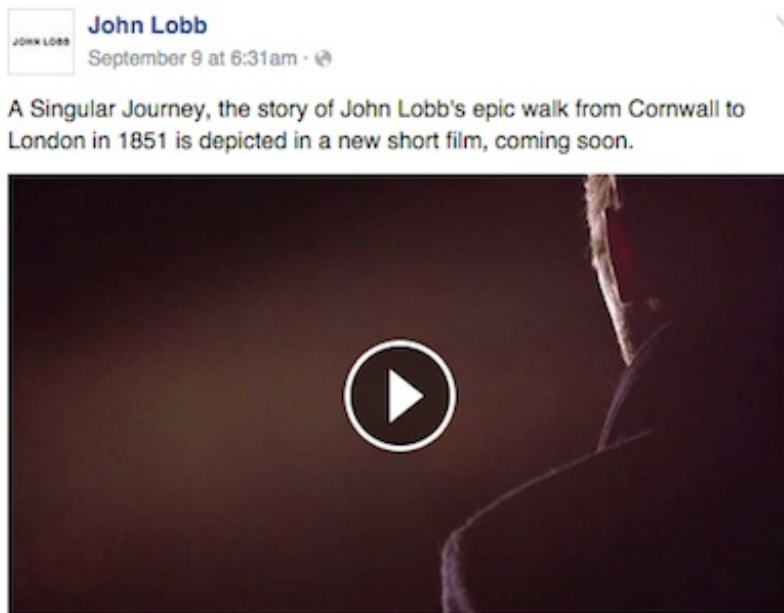 JOHN LOBB
John Lobb
September 9 at 6:31am ·
A Singular Journey, the story of John Lobb's epic walk from Cornwall to
London in 1851 is depicted in a new short film, coming soon.